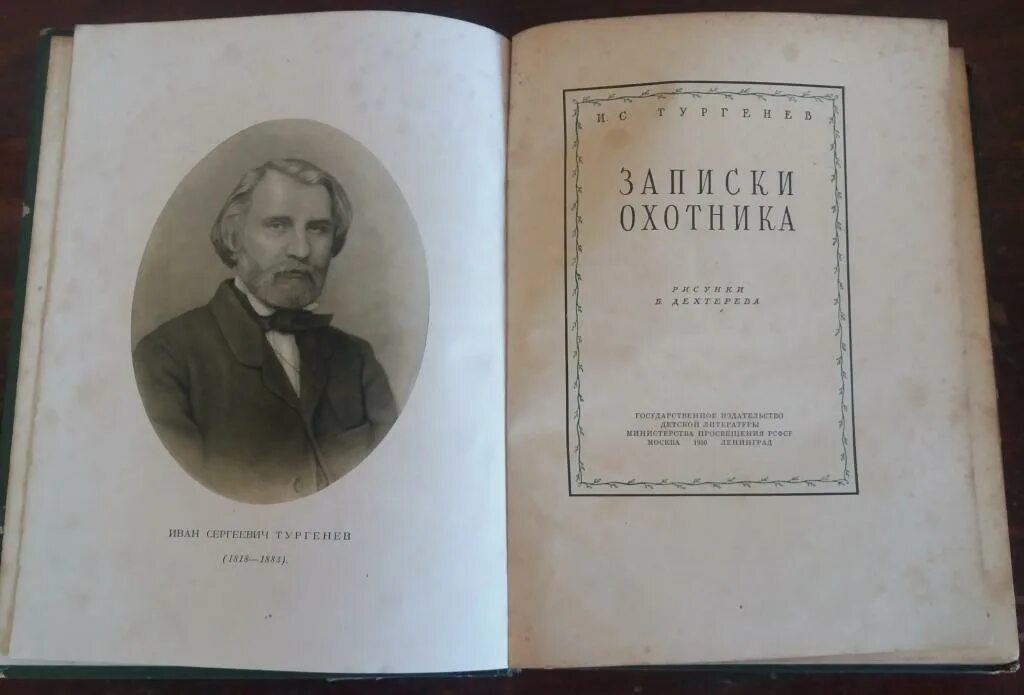 ИВАН СЕРГЕЕВИЧ ТУРГЕНЕВ
(1818—1883).
И. С. ТУРГЕНЕВ
ЗАПИСКИ
ОХОТНИКА
РИСУНКИ
Б. ДЕХТЕРЕВА
ГОСУДАРСТВЕННОЕ ИЗДАТЕЛЬСТВО
ДЕТСКОЙ ЛИТЕРАТУРЫ
МИНИСТЕРСТВА ПРОСВЕЩЕНИЯ РСФСР
МОСКВА 1950 ЛЕНИНГРАД